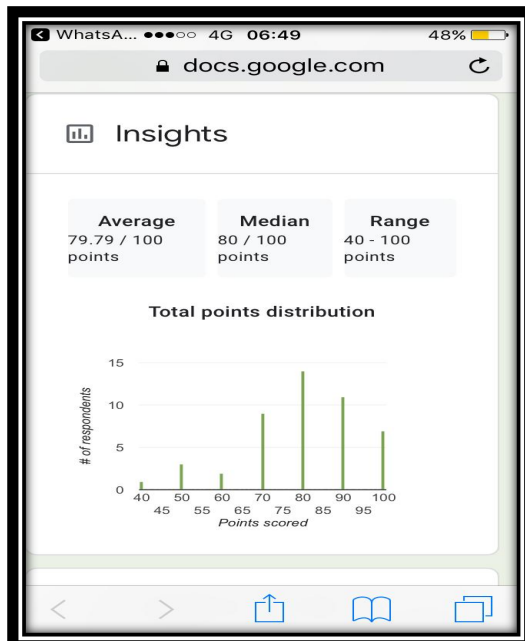 WhatsA... 4G 06:49 48%
docs.google.com
Insights
Average Median Range
79.79 / 100 80 / 100 40 - 100
points points points
Total points distribution
15
10
5
0
# of respondents
40 50 60 70 80 90 100
45 55 65 75 85 95
Points scored